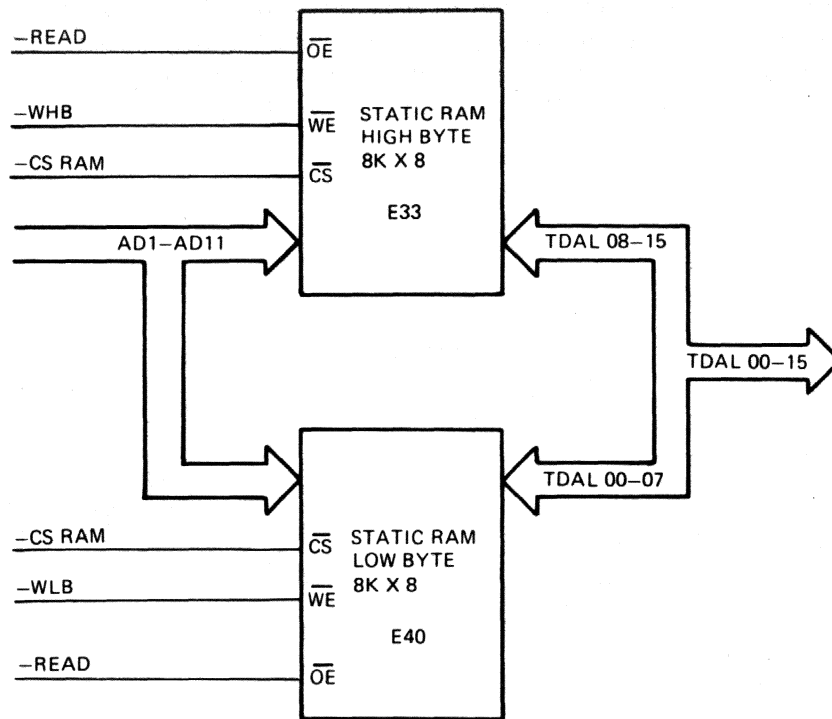 –READ
OE
–WHB
WE
STATIC RAM
HIGH BYTE
8K X 8
–CS RAM
CS
E33
AD1–AD11
TDAL 08–15
TDAL 00–15
TDAL 00–07
–CS RAM
CS
STATIC RAM
LOW BYTE
8K X 8
–WLB
WE
E40
–READ
OE